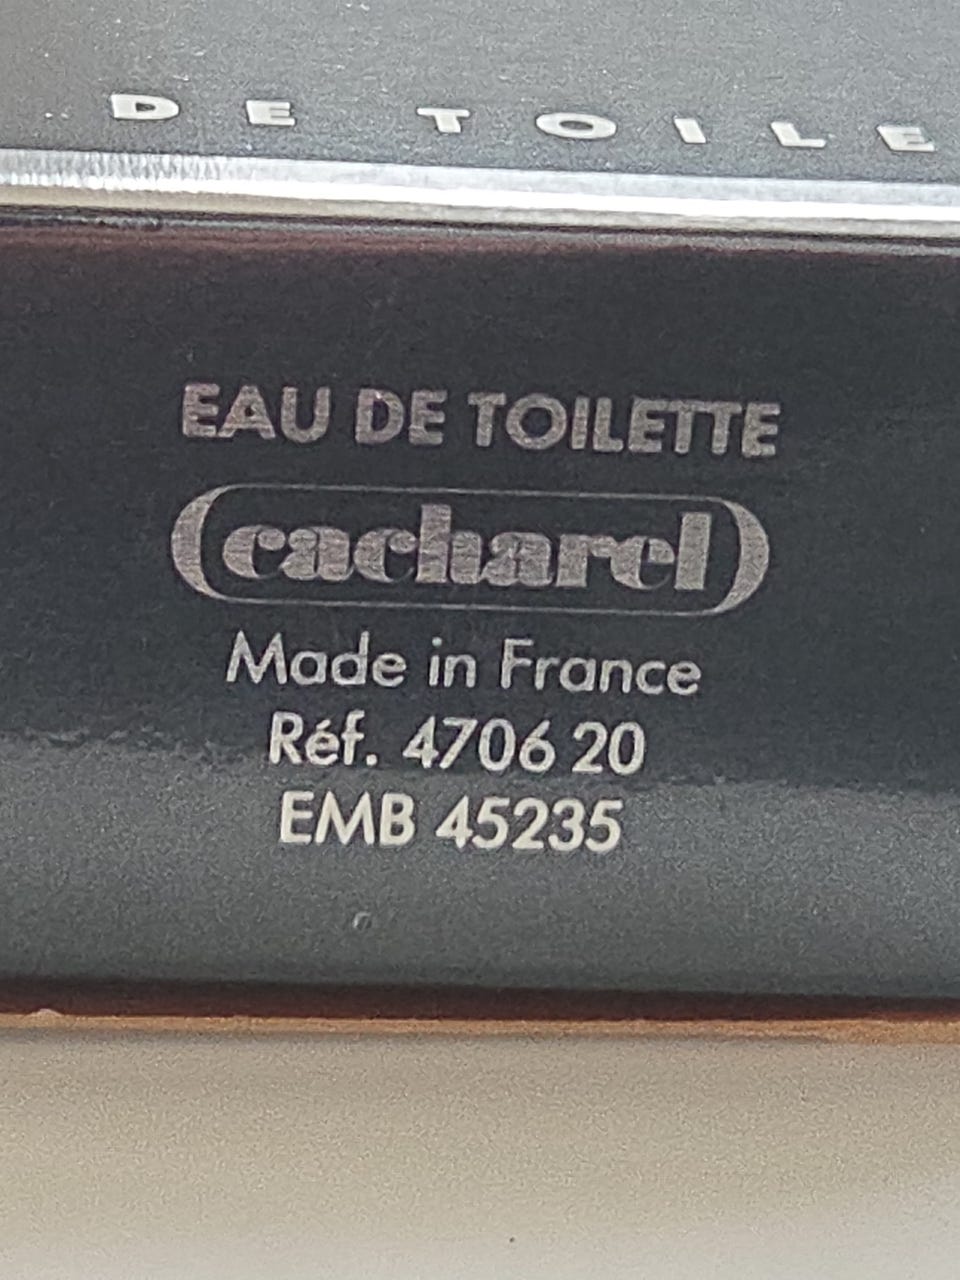 DE TOILE
EAU DE TOILETTE
cacharel
Made in France
Réf. 4706 20
EMB 45235